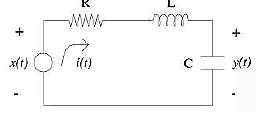 R L
+ +
x(t) i(t) C y(t)
- -